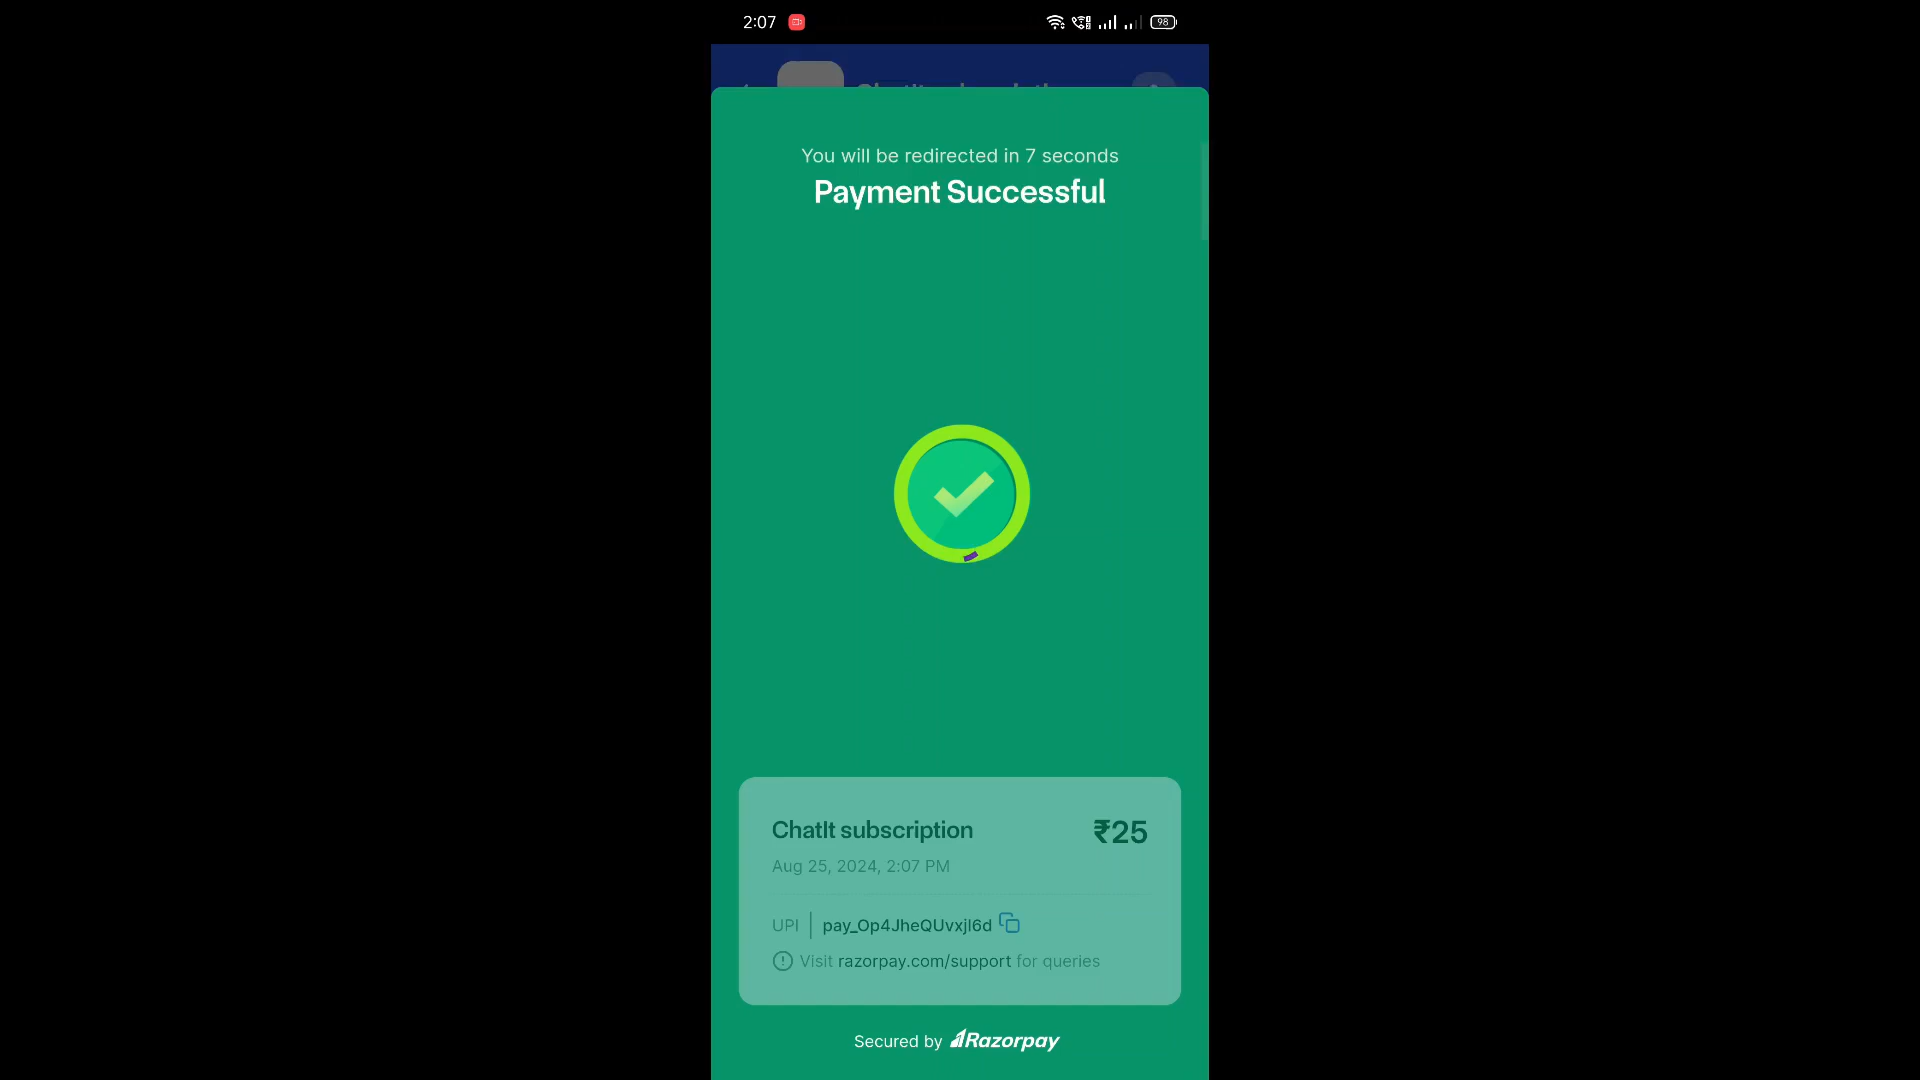 2:07
98
You will be redirected in 7 seconds
Payment Successful
ChatIt subscription
₹25
Aug 25, 2024, 2:07 PM
UPI
pay_Op4JheQUvxjl6d
Visit razorpay.com/support for queries
Secured by Razorpay